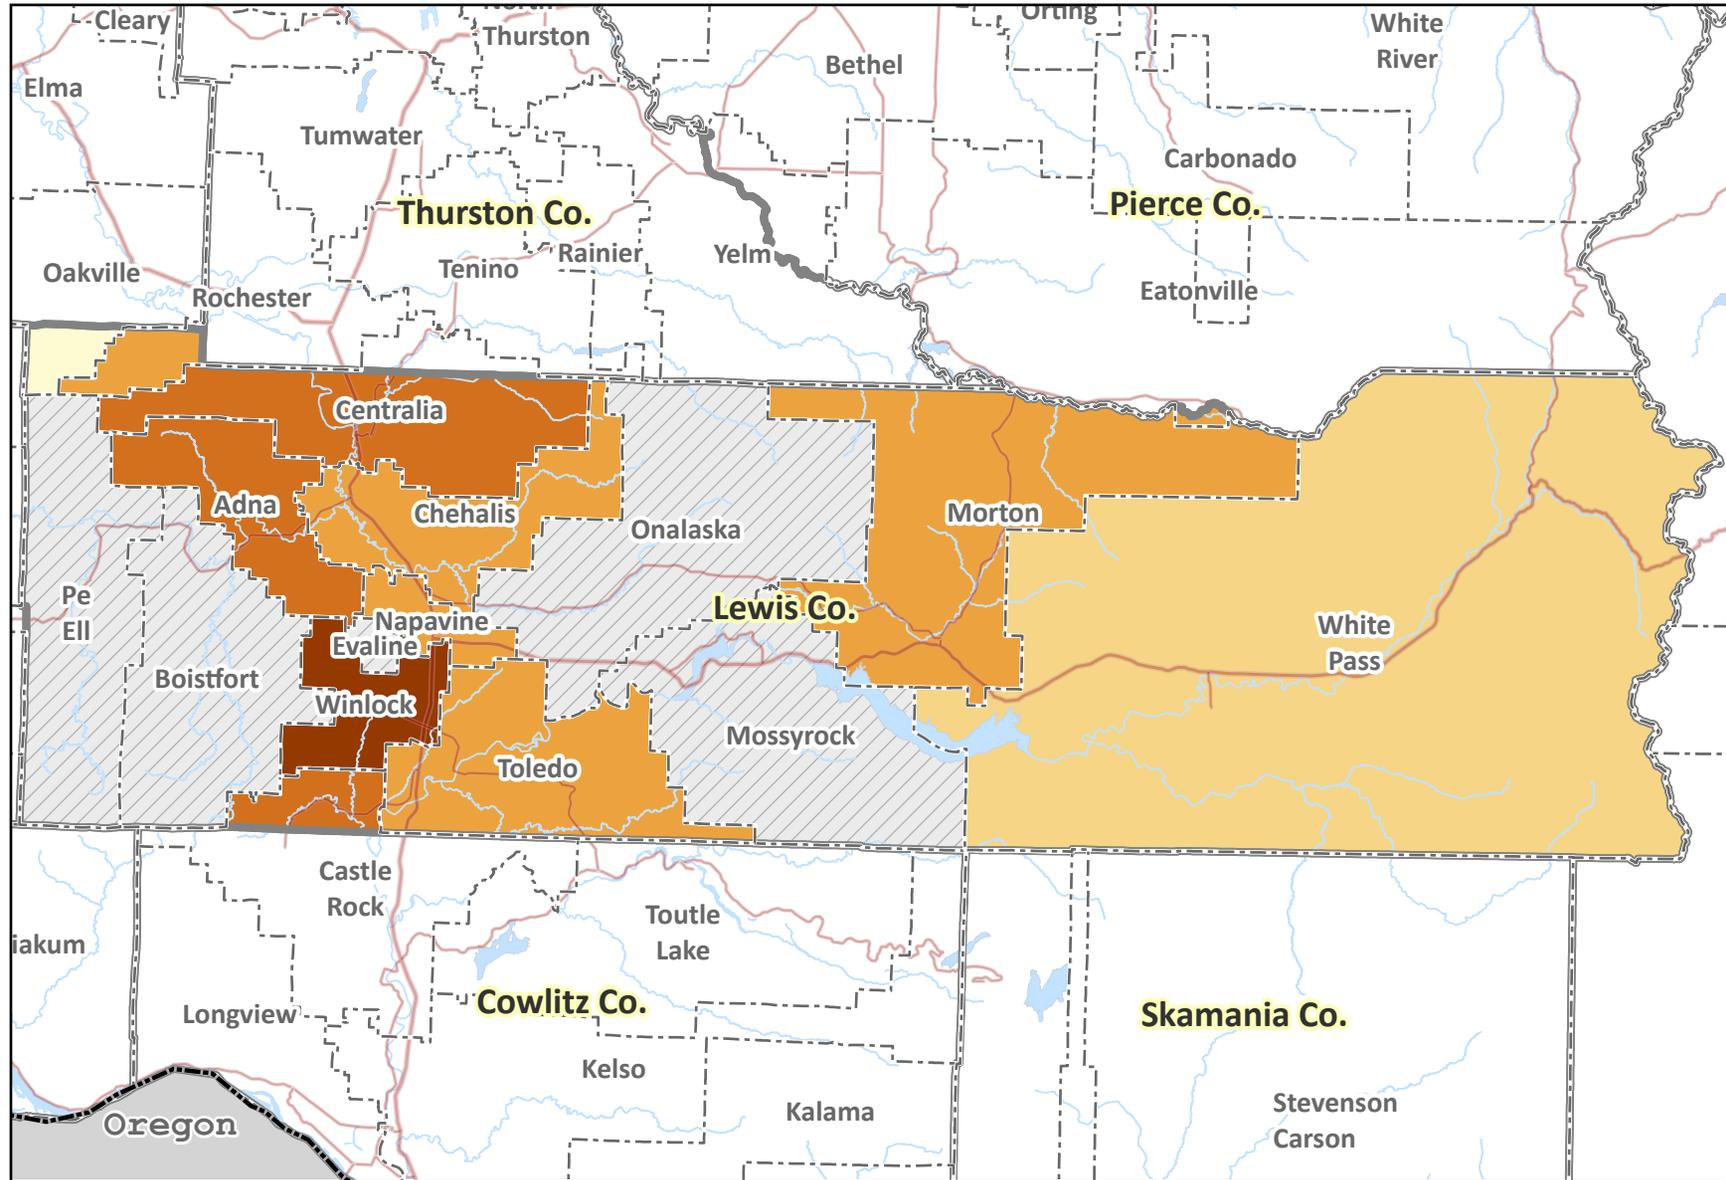 North
Thurston
Orting
Cleary
White
River
Bethel
Elma
Tumwater
Carbonado
Thurston Co.
Pierce Co.
Rainier
Yelm
Tenino
Oakville
Rochester
Eatonville
Centralia
Adna
Chehalis
Morton
Onalaska
Pe
Ell
Lewis Co.
Napavine
Evaline
White
Pass
Boistfort
Winlock
Mossyrock
Toledo
Castle
Rock
Toutle
Lake
iakum
Cowlitz Co.
Longview
Skamania Co.
Kelso
Kalama
Stevenson
Carson
Oregon